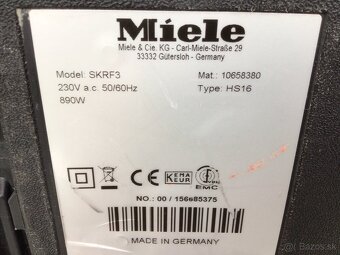 Miele
Miele & Cie. KG - Carl-Miele-Straße 29
33332 Gütersloh - Germany
Model: SKRF3 Mat.: 10658380
230V a.c. 50/60Hz Type: HS16
890W
CE KEMA KEUR EMC
NO.: 00 / 156685375
MADE IN GERMANY
Bazos.sk